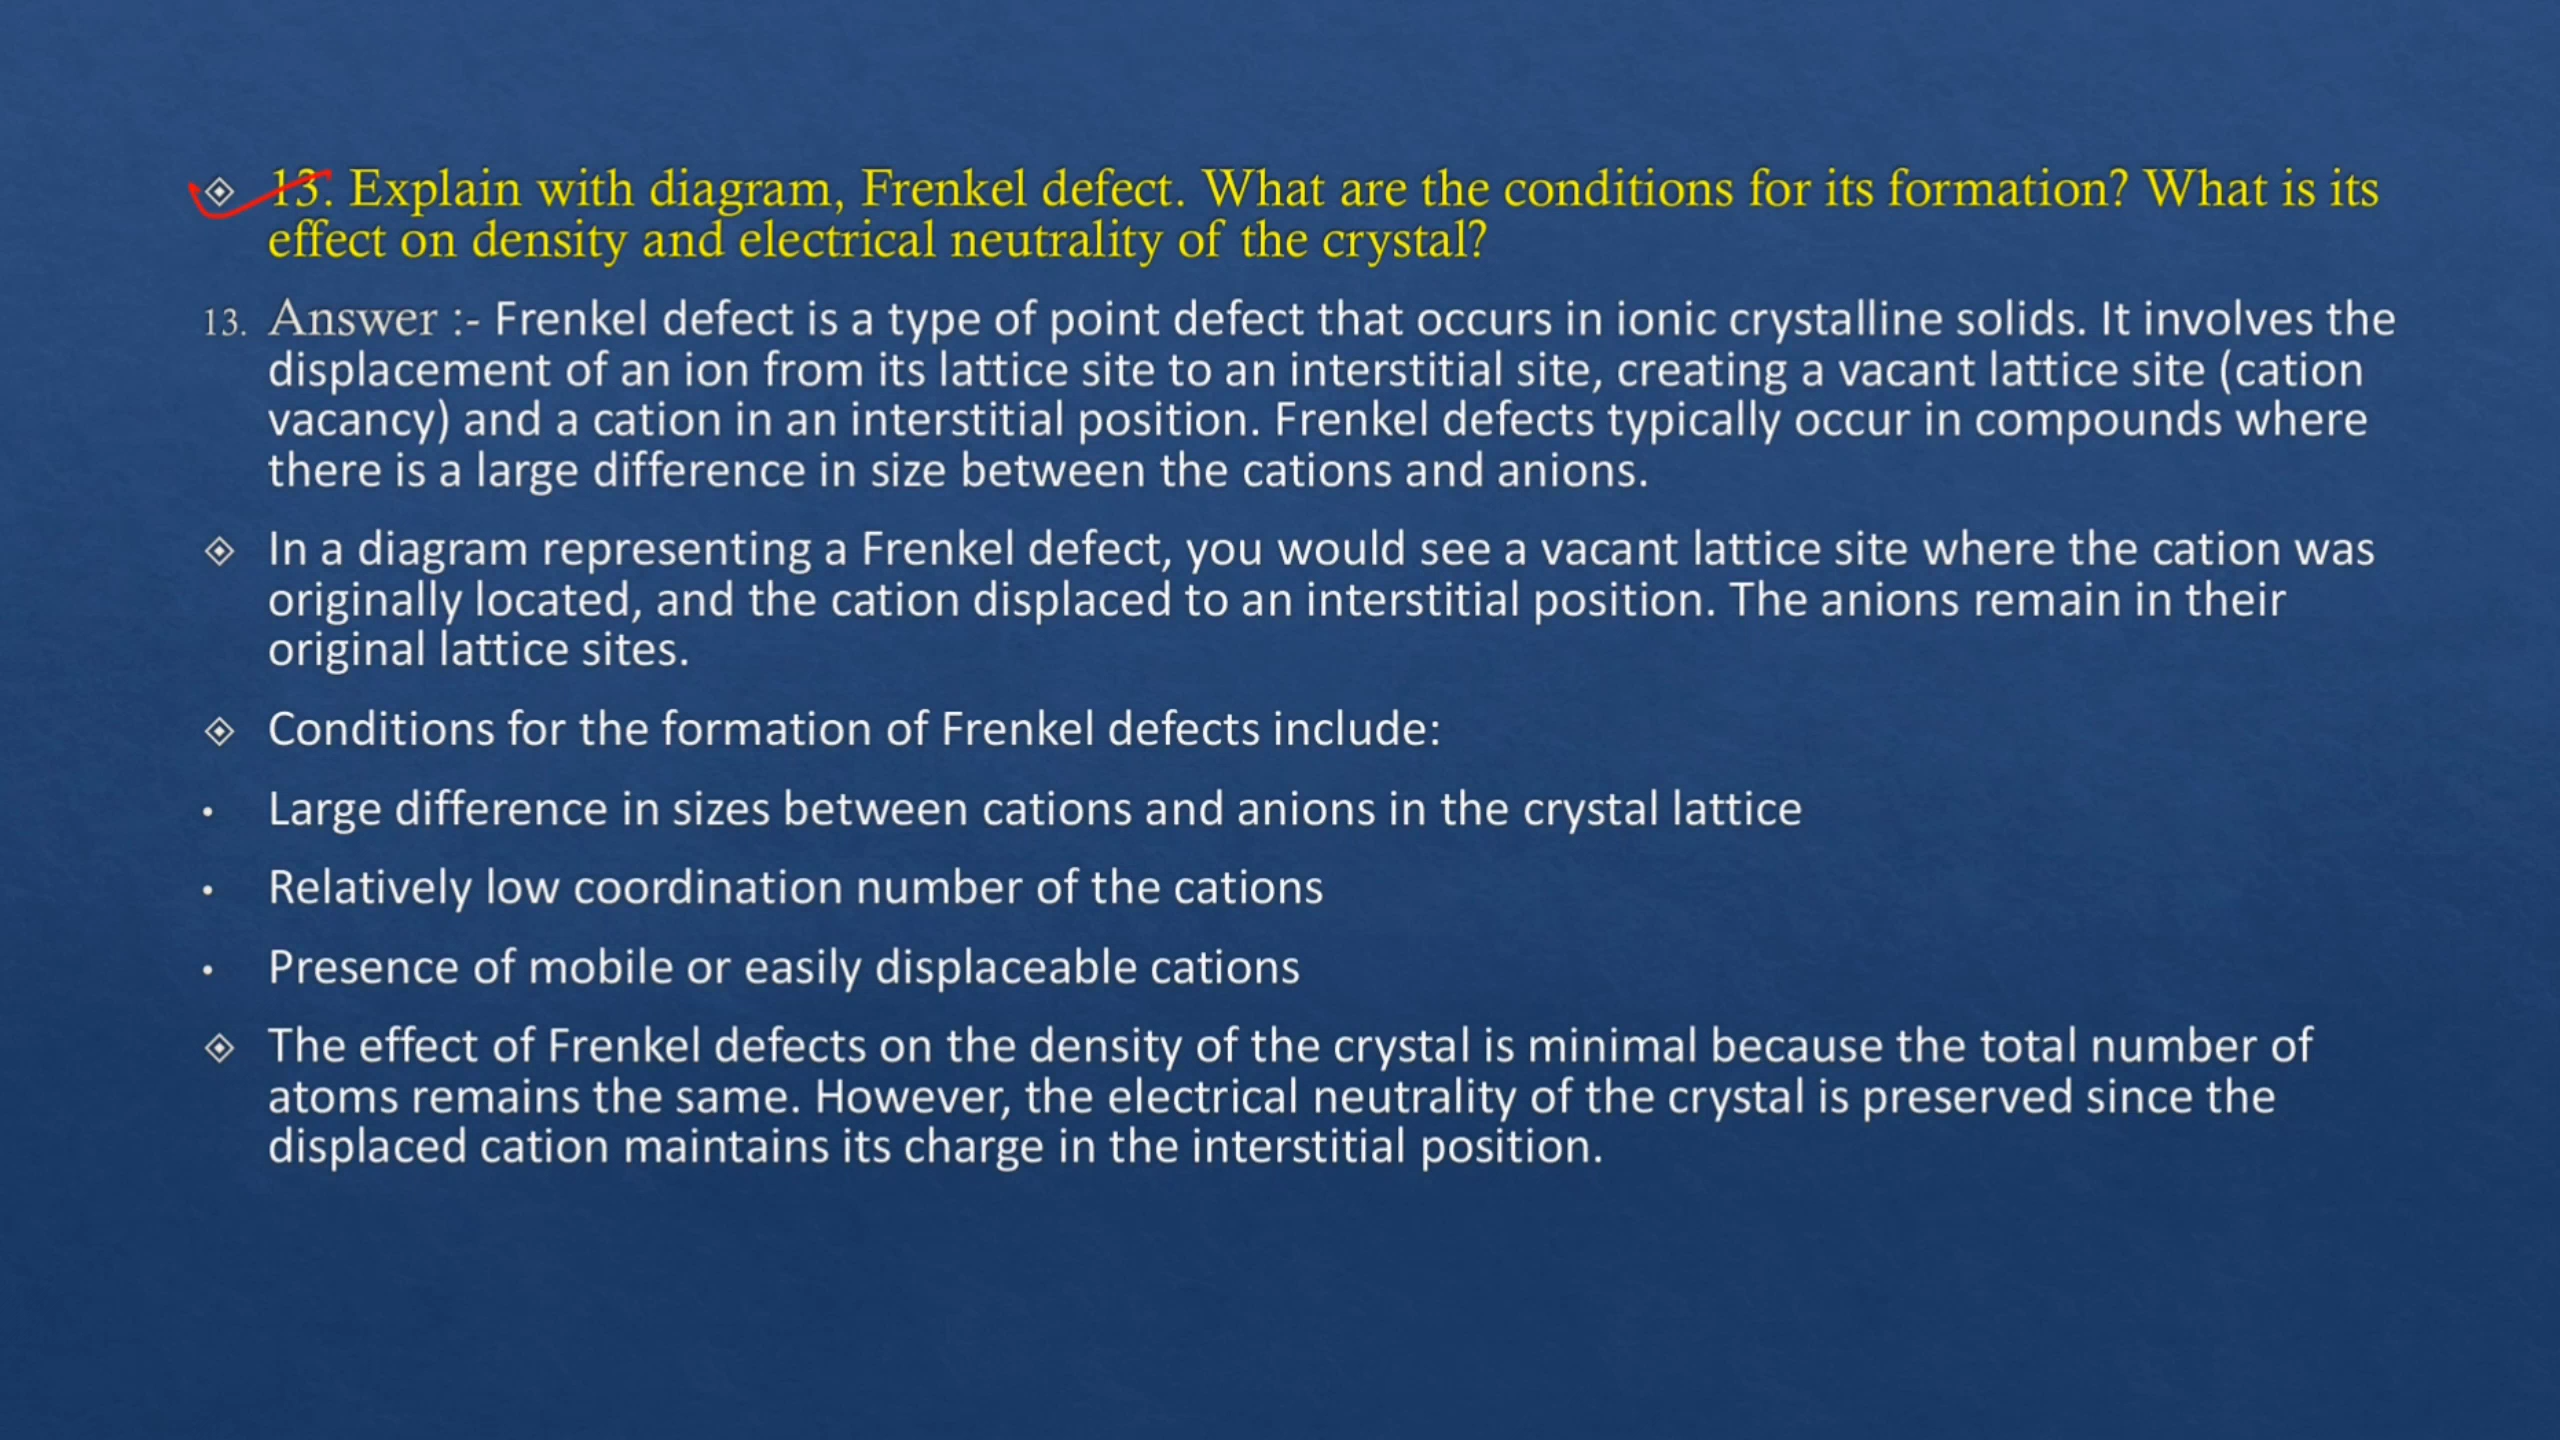 13. Explain with diagram, Frenkel defect. What are the conditions for its formation? What is its
effect on density and electrical neutrality of the crystal?
13. Answer :- Frenkel defect is a type of point defect that occurs in ionic crystalline solids. It involves the
displacement of an ion from its lattice site to an interstitial site, creating a vacant lattice site (cation
vacancy) and a cation in an interstitial position. Frenkel defects typically occur in compounds where
there is a large difference in size between the cations and anions.
In a diagram representing a Frenkel defect, you would see a vacant lattice site where the cation was
originally located, and the cation displaced to an interstitial position. The anions remain in their
original lattice sites.
Conditions for the formation of Frenkel defects include:
• Large difference in sizes between cations and anions in the crystal lattice
• Relatively low coordination number of the cations
• Presence of mobile or easily displaceable cations
The effect of Frenkel defects on the density of the crystal is minimal because the total number of
atoms remains the same. However, the electrical neutrality of the crystal is preserved since the
displaced cation maintains its charge in the interstitial position.